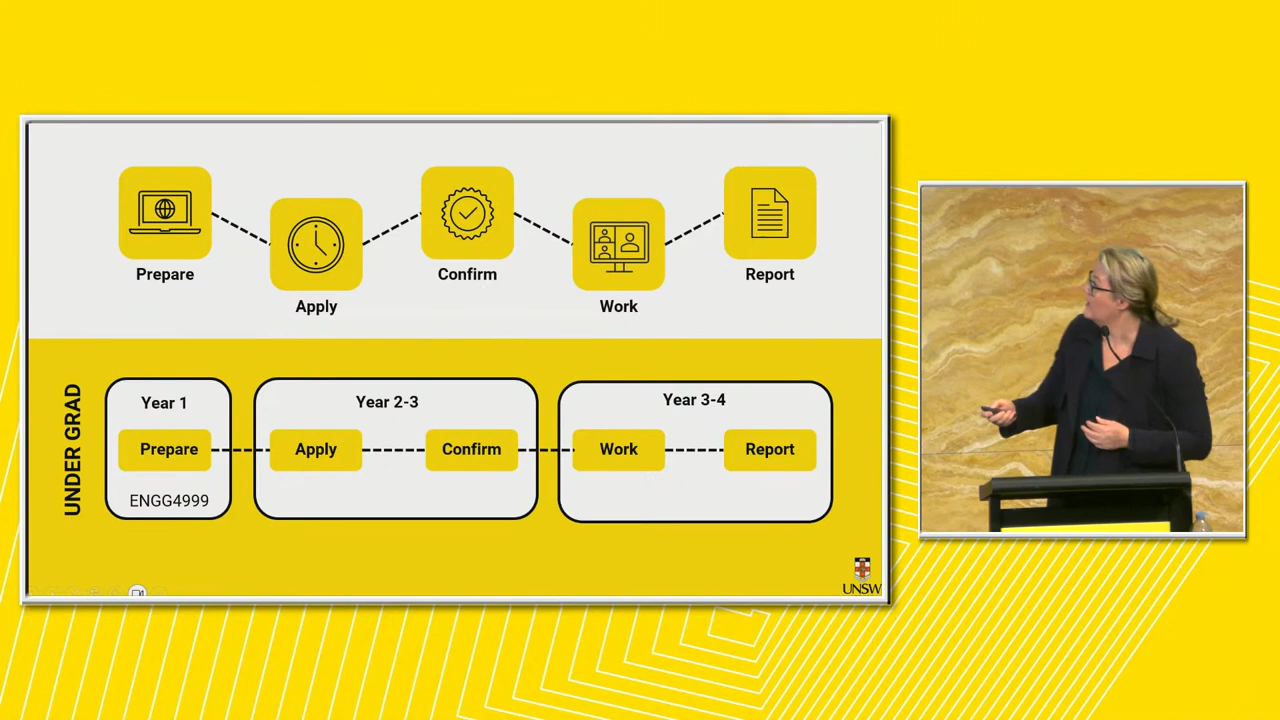 Prepare
Apply
Confirm
Work
Report
UNDER GRAD
Year 1
Prepare
ENGG4999
Year 2-3
Apply
Confirm
Year 3-4
Work
Report
UNSW